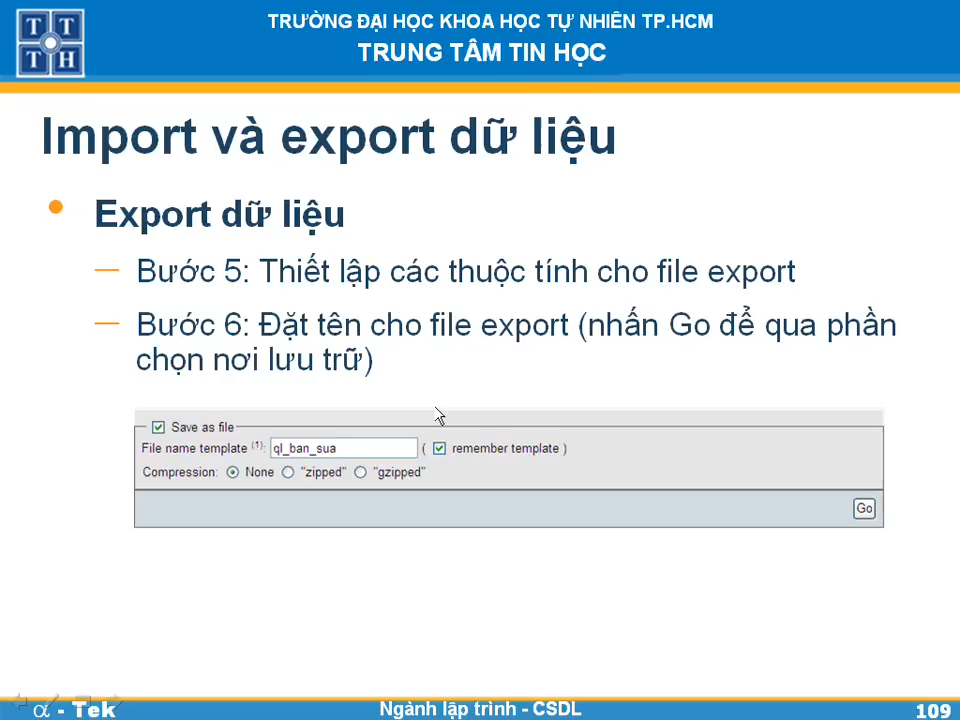 T T
T H
TRƯỜNG ĐẠI HỌC KHOA HỌC TỰ NHIÊN TP.HCM
TRUNG TÂM TIN HỌC
Import và export dữ liệu
• Export dữ liệu
– Bước 5: Thiết lập các thuộc tính cho file export
– Bước 6: Đặt tên cho file export (nhấn Go để qua phần
chọn nơi lưu trữ)
Save as file
File name template (1): ql_ban_sua ( remember template )
Compression: None "zipped" "gzipped"
Go
α - Tek
Ngành lập trình - CSDL
109